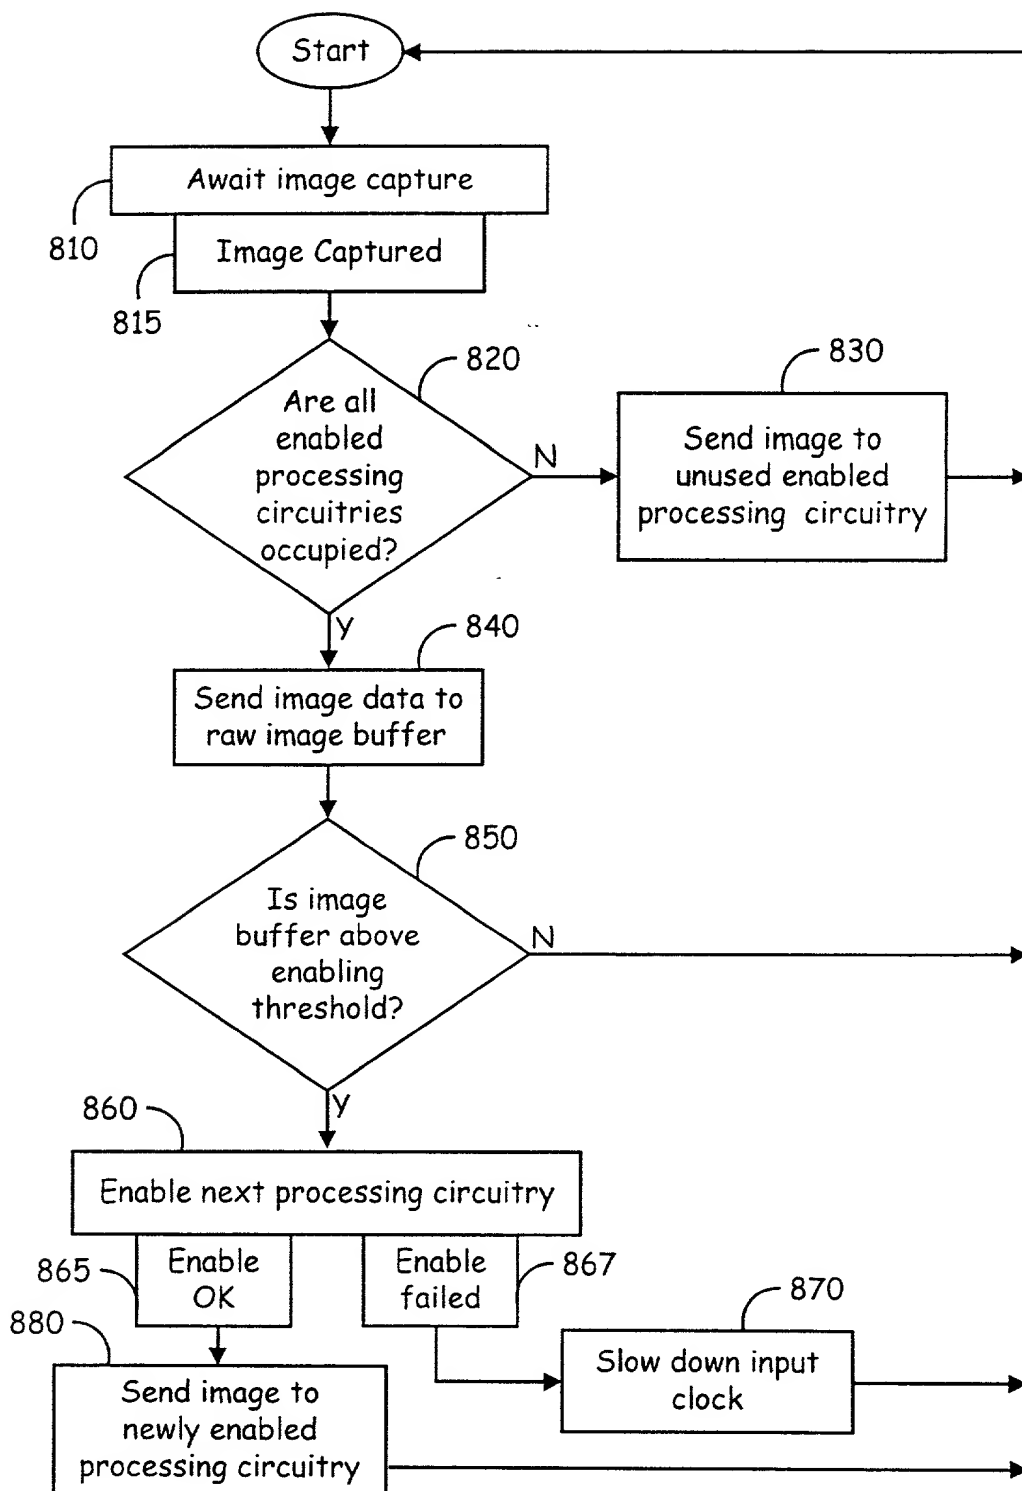 Start
Await image capture
810
Image Captured
815
820
Are all
enabled
processing
circuitries
occupied?
N
830
Send image to
unused enabled
processing circuitry
Y
840
Send image data to
raw image buffer
850
Is image
buffer above
enabling
threshold?
N
Y
860
Enable next processing circuitry
865
Enable
OK
Enable
failed
867
870
Slow down input
clock
880
Send image to
newly enabled
processing circuitry